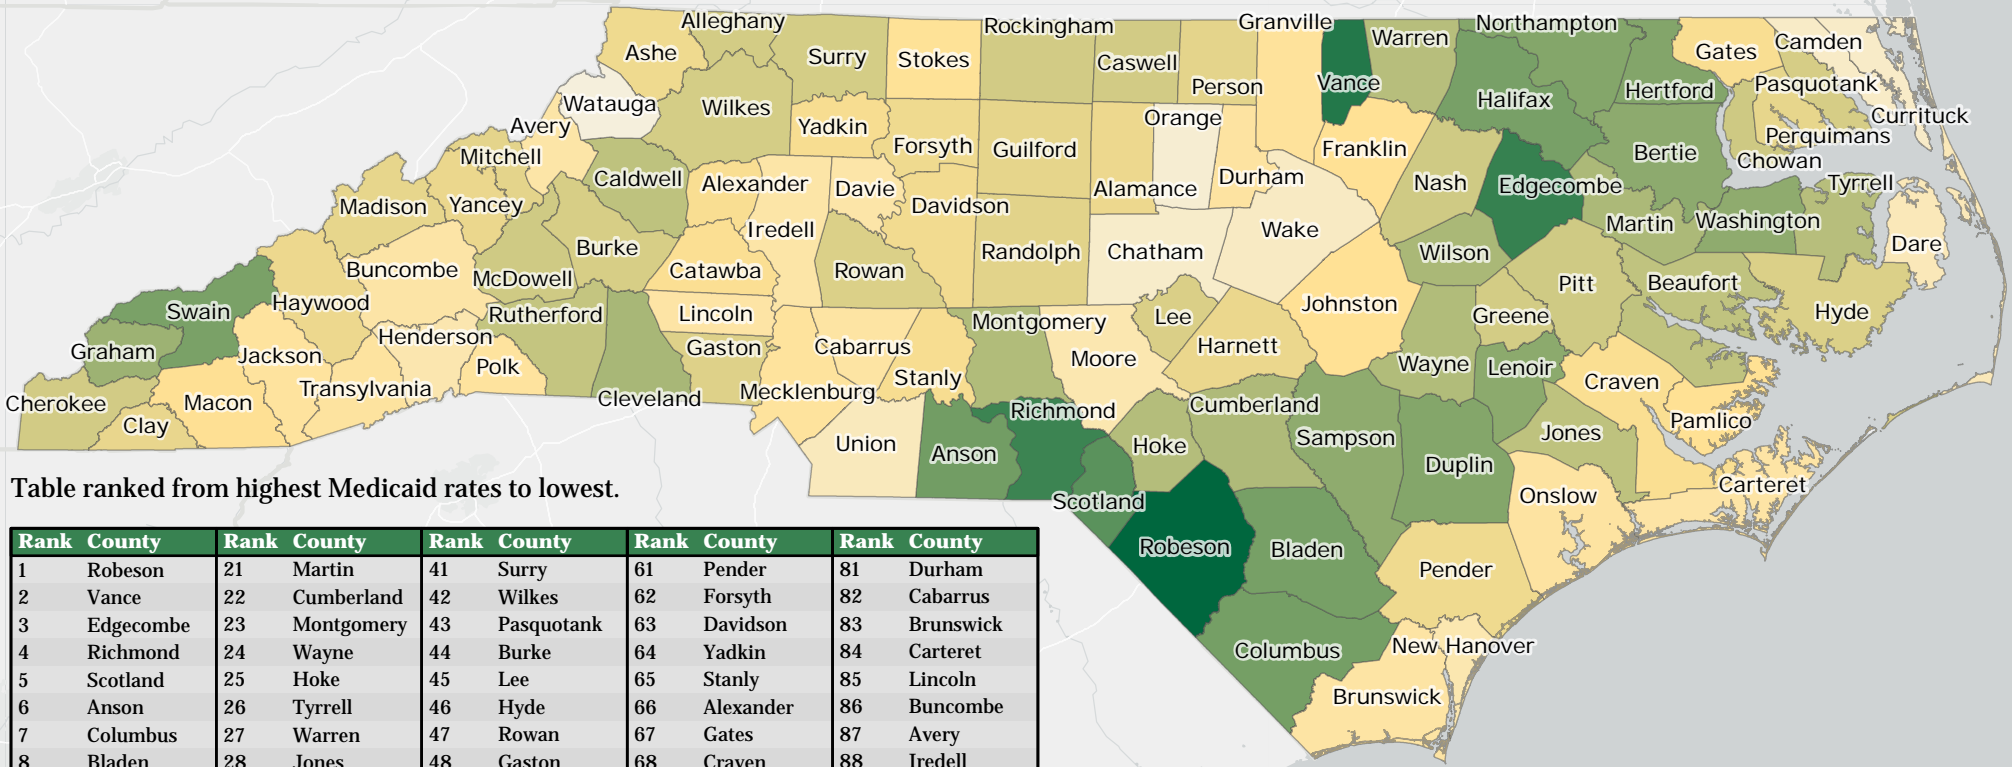 Alleghany
Rockingham
Granville
Northampton
Ashe
Surry
Stokes
Caswell
Person
Vance
Warren
Gates
Camden
Watauga
Wilkes
Halifax
Hertford
Pasquotank
Currituck
Avery
Yadkin
Forsyth
Guilford
Orange
Franklin
Bertie
Perquimans
Chowan
Mitchell
Caldwell
Alexander
Davie
Alamance
Durham
Nash
Edgecombe
Tyrrell
Madison
Yancey
Iredell
Davidson
Martin
Washington
Burke
Randolph
Chatham
Wake
Wilson
Dare
Buncombe
McDowell
Catawba
Rowan
Pitt
Beaufort
Swain
Haywood
Rutherford
Lincoln
Montgomery
Lee
Johnston
Greene
Hyde
Graham
Jackson
Henderson
Gaston
Cabarrus
Moore
Harnett
Wayne
Lenoir
Polk
Transylvania
Mecklenburg
Stanly
Craven
Cherokee
Macon
Clay
Cleveland
Richmond
Cumberland
Pamlico
Union
Anson
Hoke
Sampson
Jones
Duplin
Scotland
Onslow
Carteret
Robeson
Bladen
Pender
Columbus
New Hanover
Brunswick
Table ranked from highest Medicaid rates to lowest.
Rank County Rank County Rank County Rank County Rank County
1 Robeson 21 Martin 41 Surry 61 Pender 81 Durham
2 Vance 22 Cumberland 42 Wilkes 62 Forsyth 82 Cabarrus
3 Edgecombe 23 Montgomery 43 Pasquotank 63 Davidson 83 Brunswick
4 Richmond 24 Wayne 44 Burke 64 Yadkin 84 Carteret
5 Scotland 25 Hoke 45 Lee 65 Stanly 85 Lincoln
6 Anson 26 Tyrrell 46 Hyde 66 Alexander 86 Buncombe
7 Columbus 27 Warren 47 Rowan 67 Gates 87 Avery
8 Bladen 28 Jones 48 Gaston 68 Craven 88 Iredell